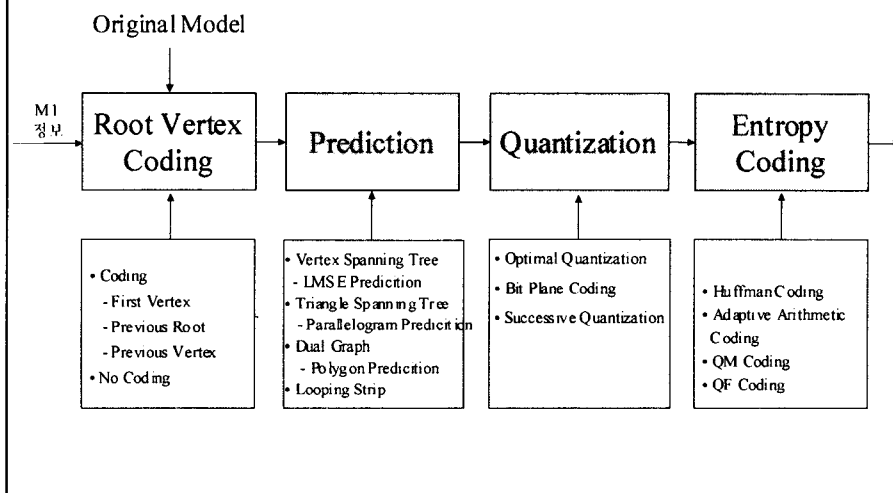 Original Model
M1
정보
Root Vertex
Coding
Prediction
Quantization
Entropy
Coding
• Coding
- First Vertex
- Previous Root
- Previous Vertex
• No Coding
• Vertex Spanning Tree
- LMSE Prediction
• Triangle Spanning Tree
- Parallelogram Predicition
• Dual Graph
- Polygon Prediction
• Looping Strip
• Optimal Quantization
• Bit Plane Coding
• Successive Quantization
• Huffman Coding
• Adaptive Arithmetic
Coding
• QM Coding
• QF Coding